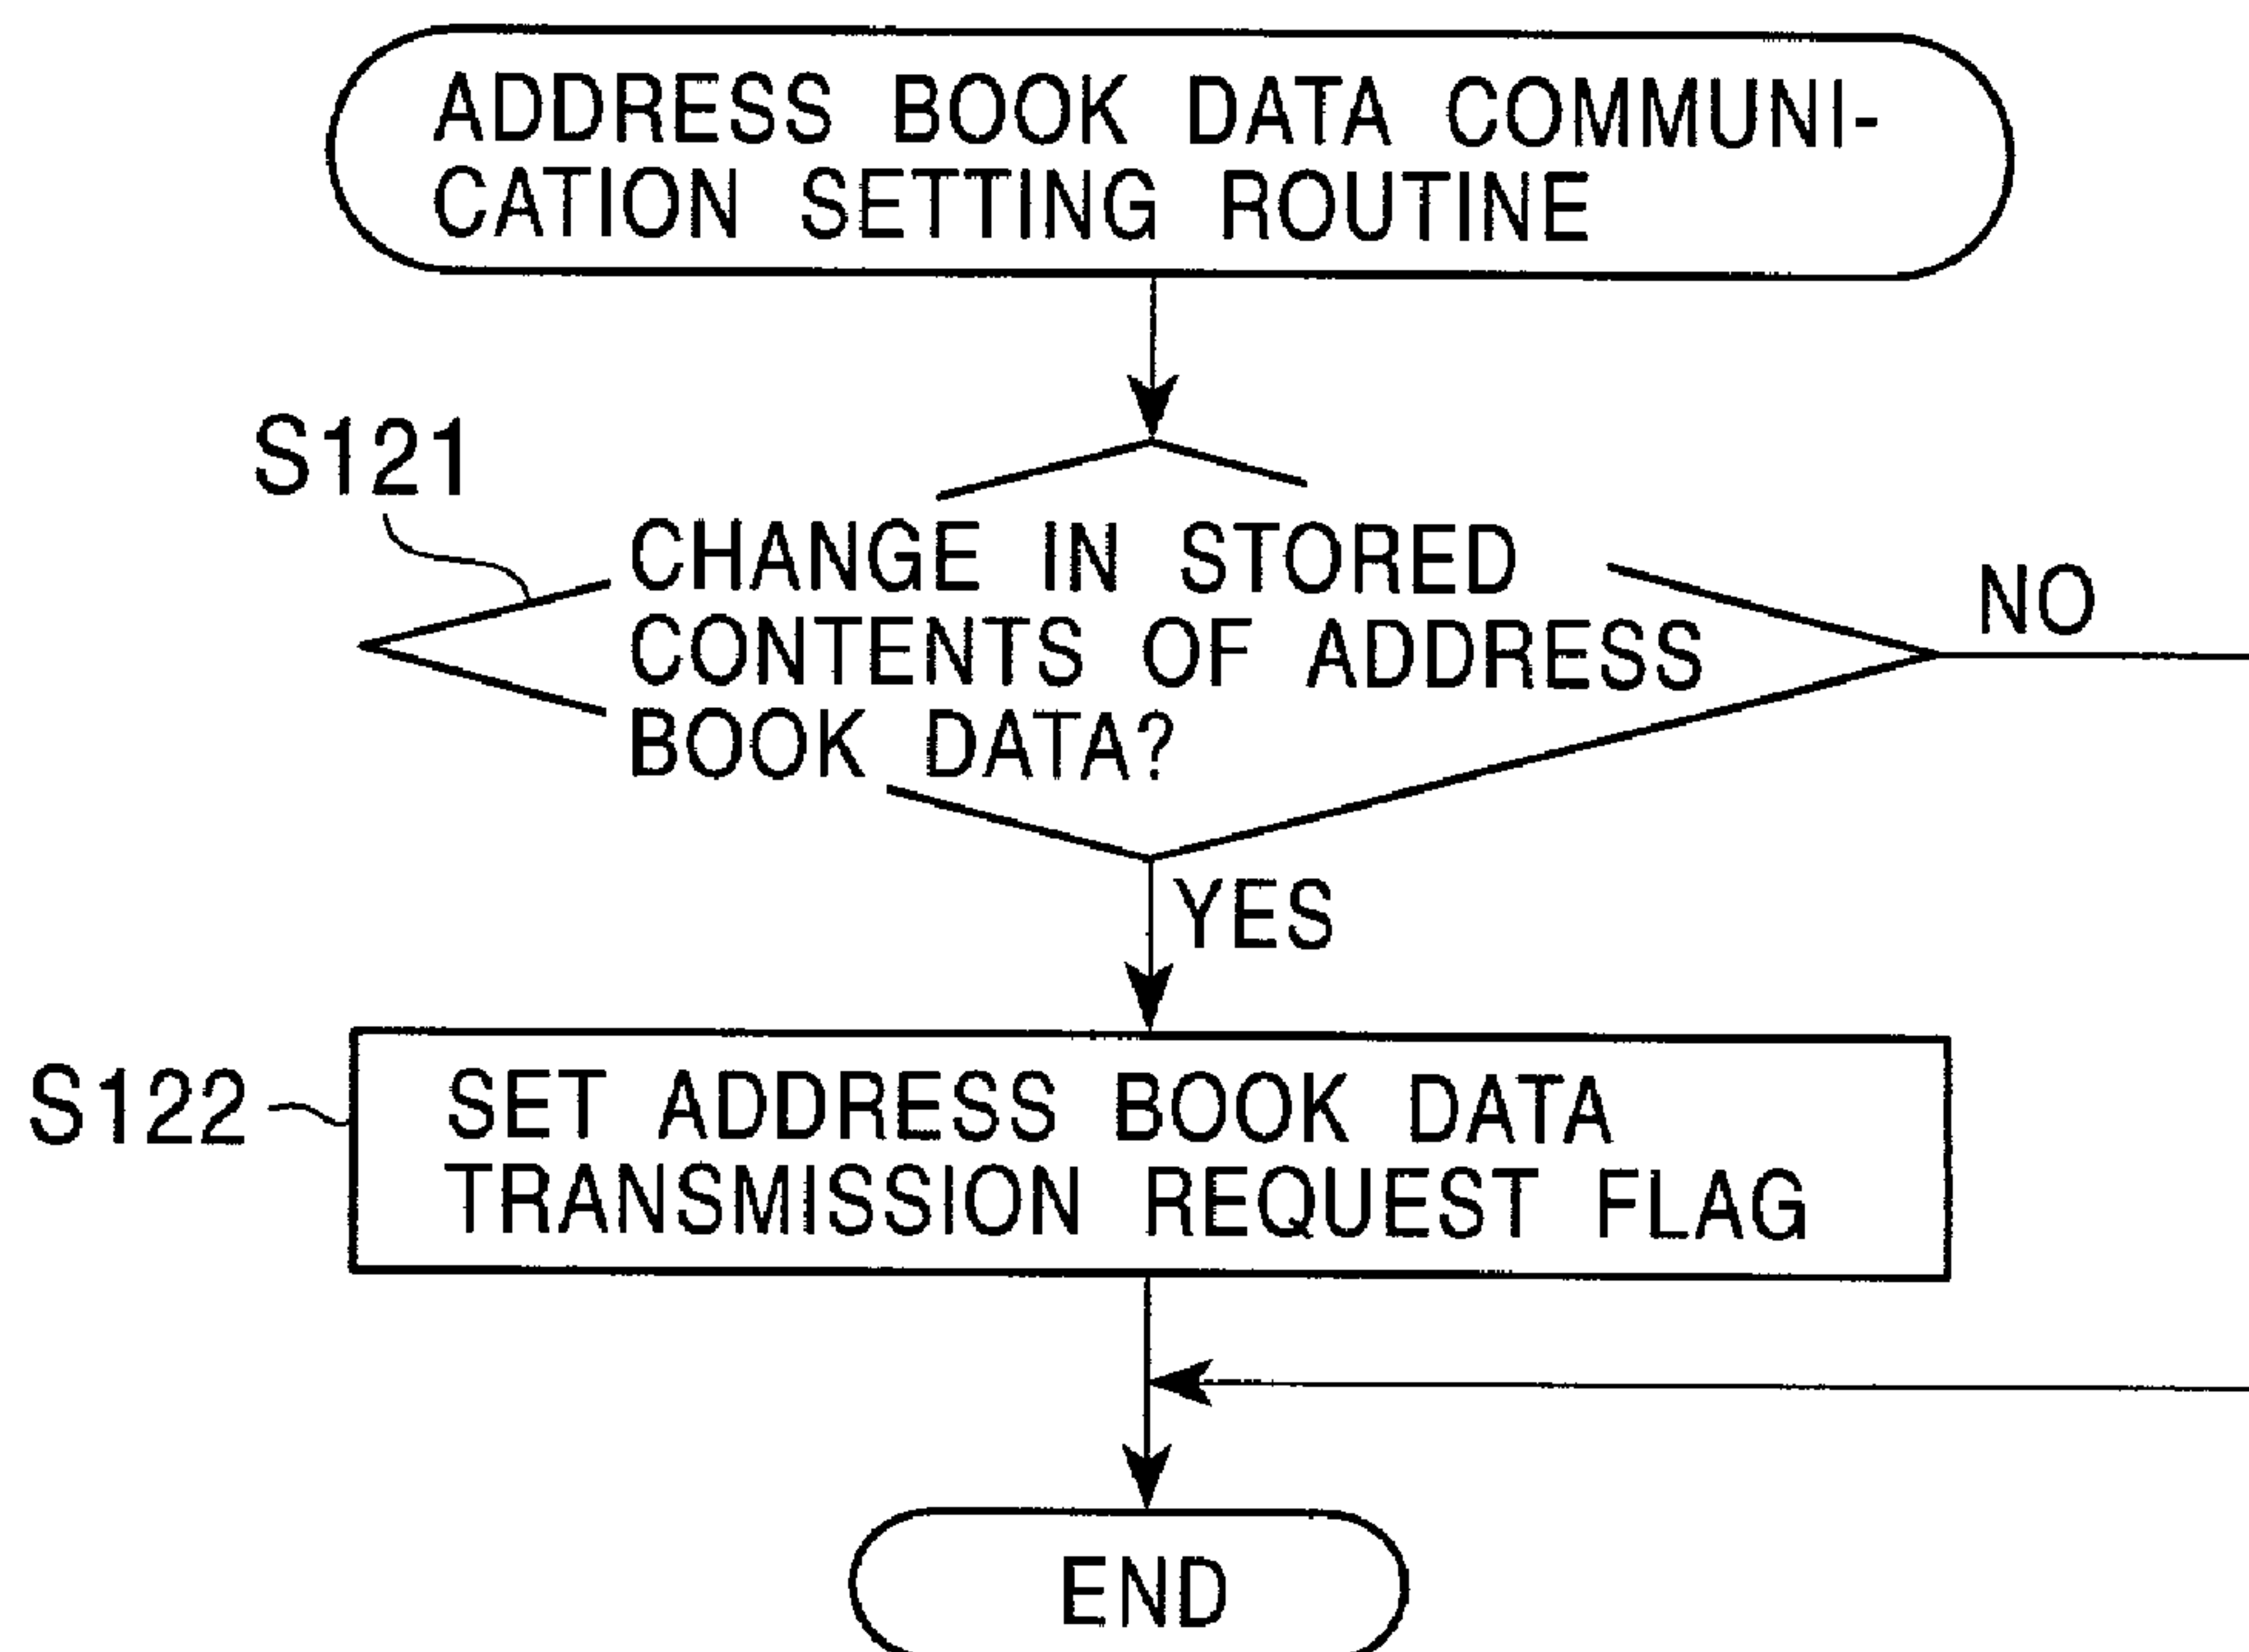 ADDRESS BOOK DATA COMMUNI-
CATION SETTING ROUTINE
S121
CHANGE IN STORED
CONTENTS OF ADDRESS
BOOK DATA?
NO
YES
S122
SET ADDRESS BOOK DATA
TRANSMISSION REQUEST FLAG
END